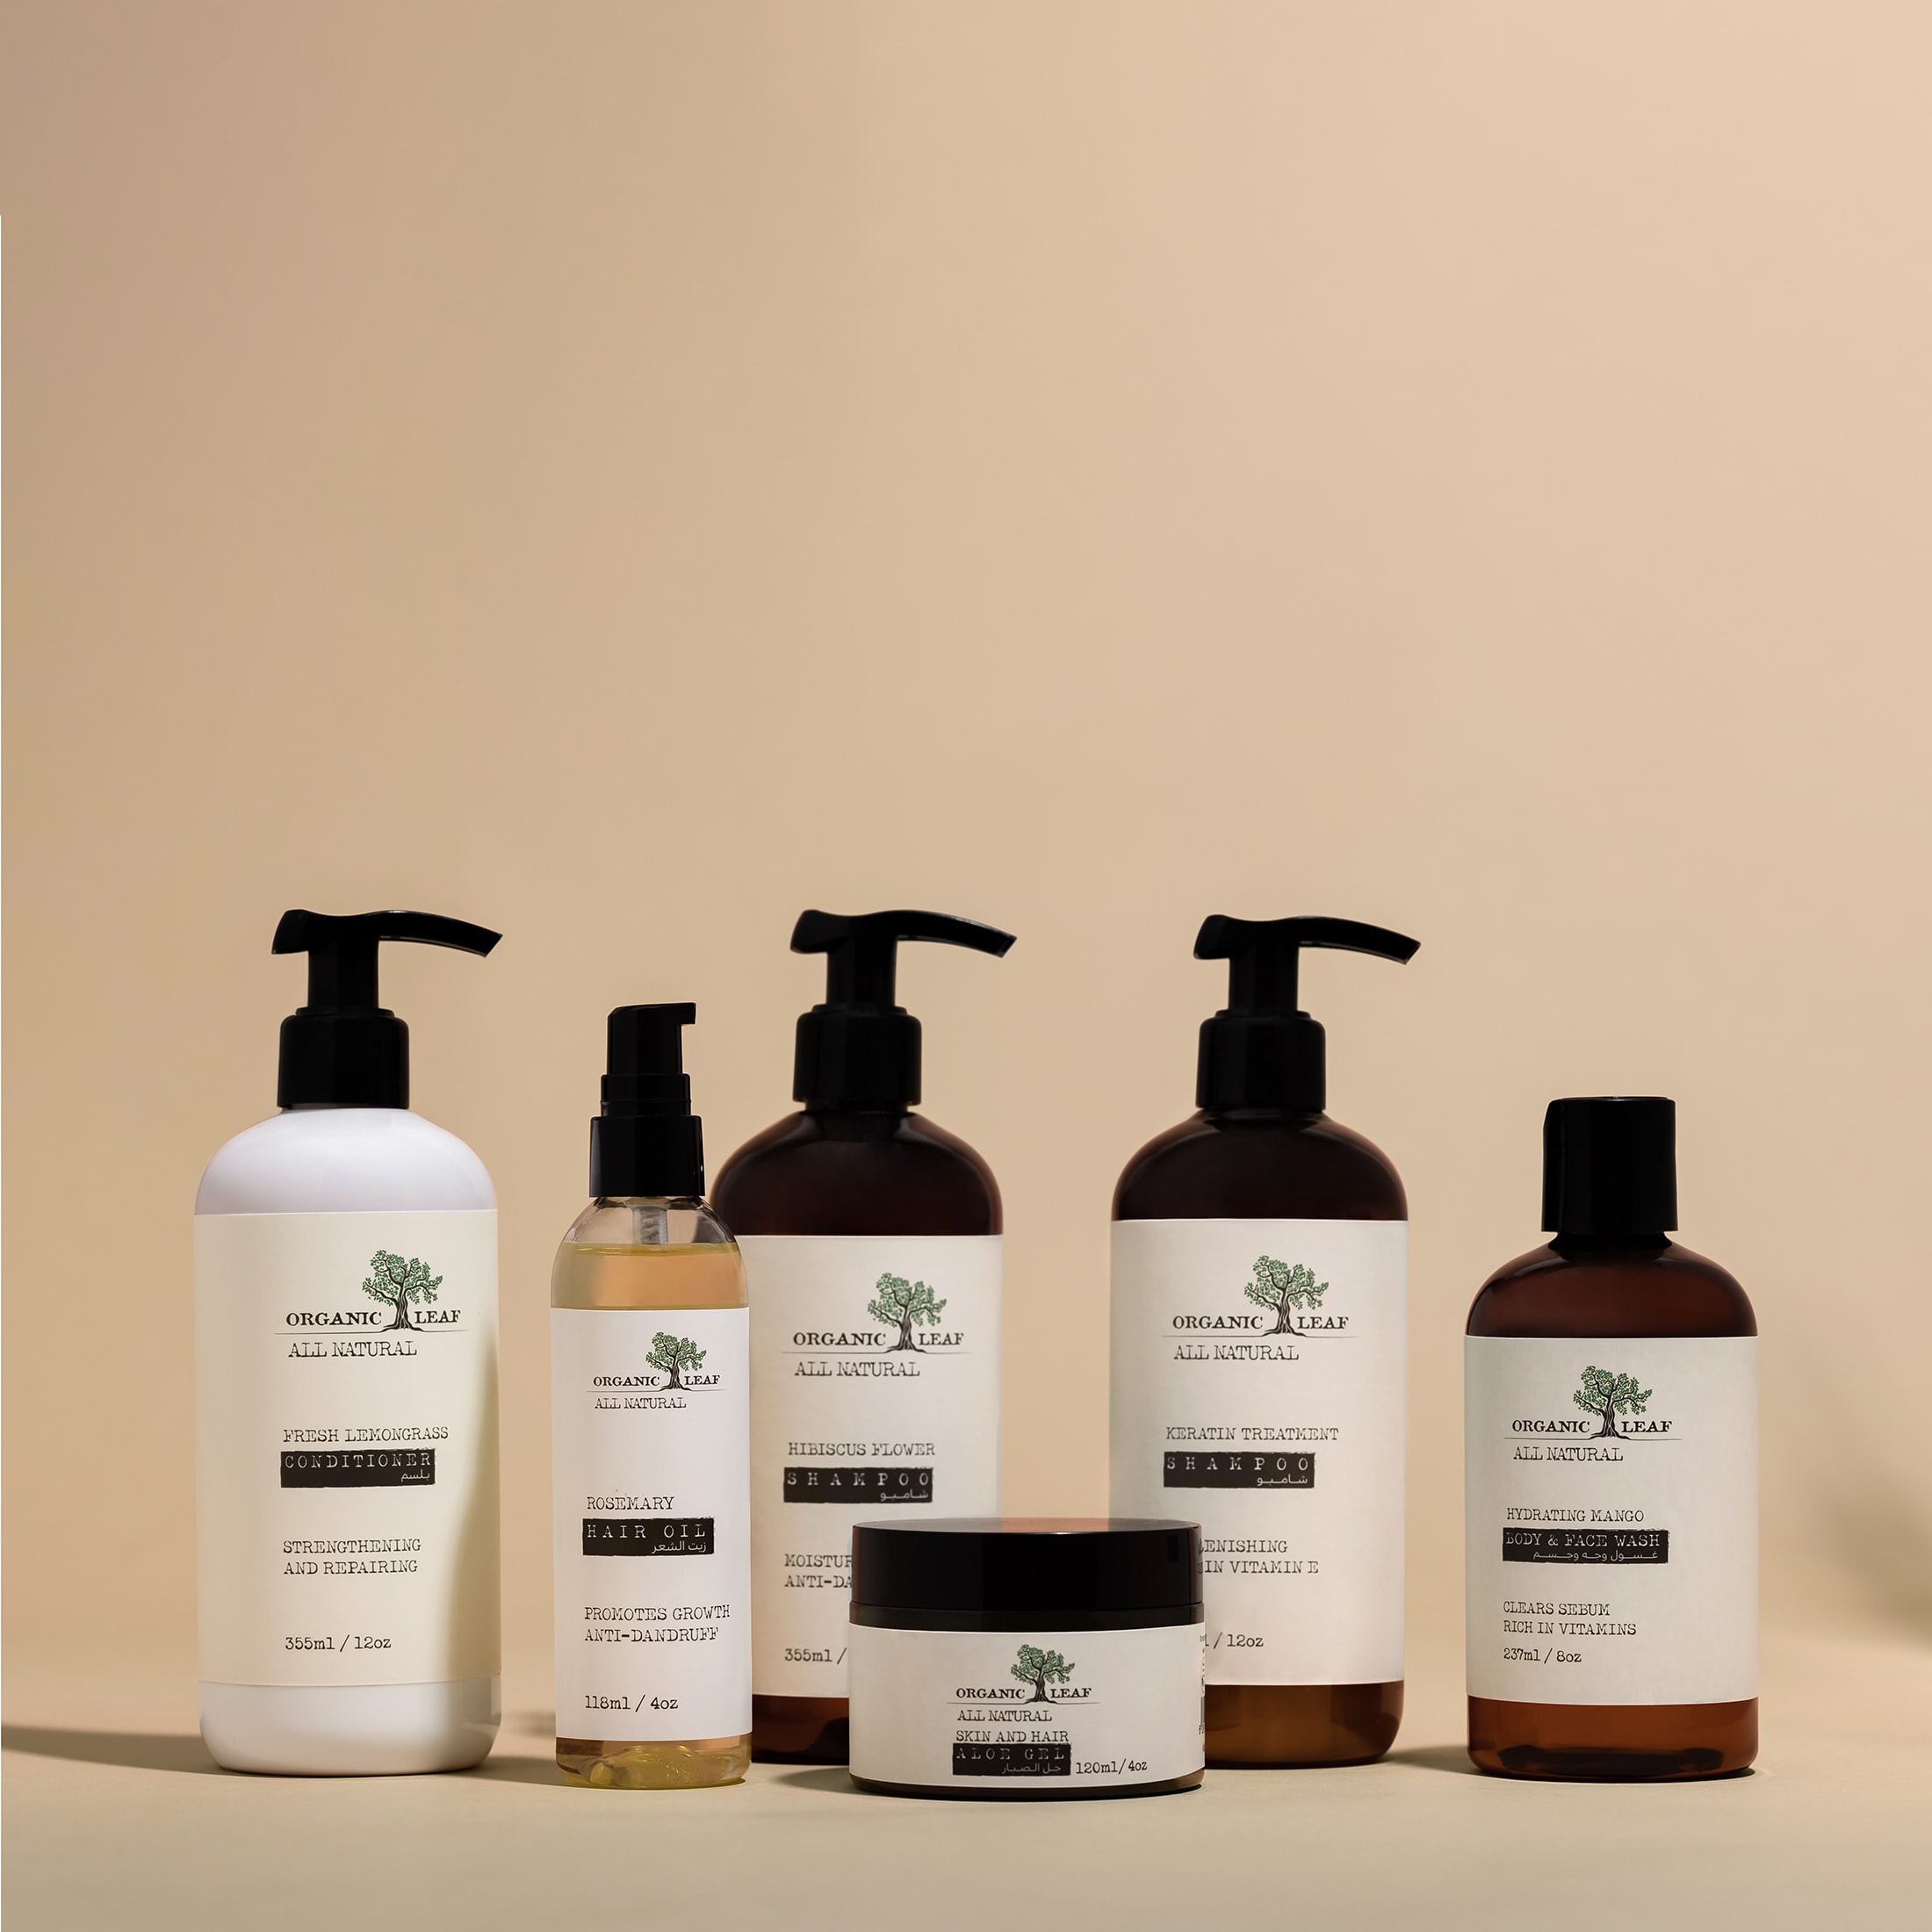 ORGANIC LEAF
ALL NATURAL
FRESH LEMONGRASS
CONDITIONER
بلسم
STRENGTHENING
AND REPAIRING
355ml / 12oz
ORGANIC LEAF
ALL NATURAL
ROSEMARY
HAIR OIL
زيت الشعر
PROMOTES GROWTH
ANTI-DANDRUFF
118ml / 4oz
ORGANIC LEAF
ALL NATURAL
HIBISCUS FLOWER
SHAMPOO
شامبو
355ml /
ORGANIC LEAF
ALL NATURAL
SKIN AND HAIR
ALOE GEL
جل الصبار
120ml/4oz
ORGANIC LEAF
ALL NATURAL
KERATIN TREATMENT
SHAMPOO
شامبو
IN VITAMIN E
/ 12oz
ORGANIC LEAF
ALL NATURAL
HYDRATING MANGO
BODY & FACE WASH
غسول وجه وجسم
CLEARS SEBUM
RICH IN VITAMINS
237ml / 8oz